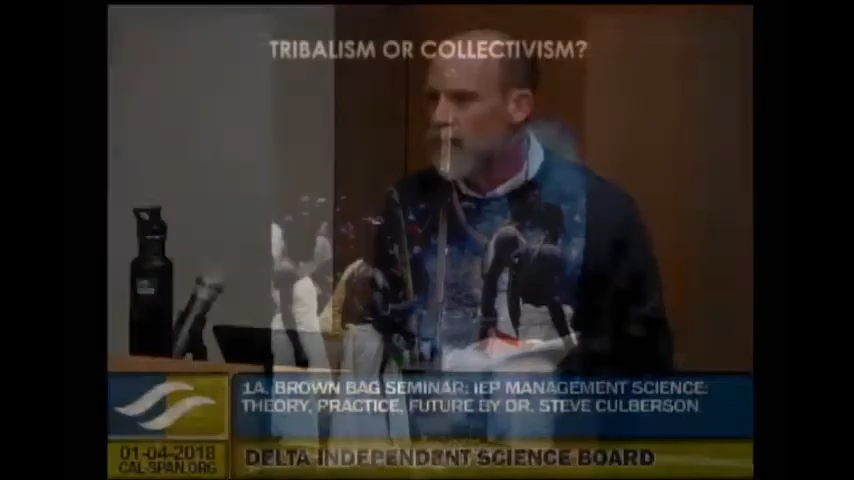 TRIBALISM OR COLLECTIVISM?
1A. BROWN BAG SEMINAR: IEP MANAGEMENT SCIENCE:
THEORY, PRACTICE, FUTURE BY DR. STEVE CULBERSON
01-04-2018
CAL-SPAN.ORG
DELTA INDEPENDENT SCIENCE BOARD